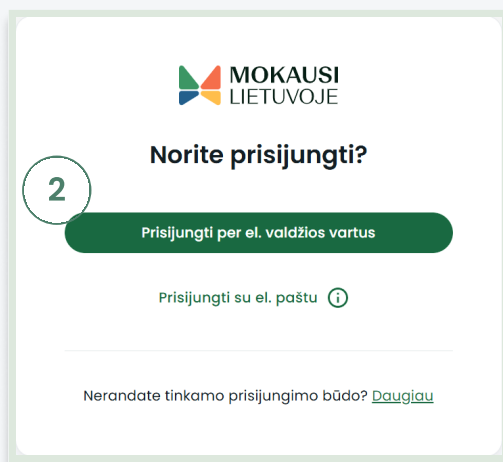 MOKAUSI
LIETUVOJE
Norite prisijungti?
2
Prisijungti per el. valdžios vartus
Prisijungti su el. paštu
Nerandate tinkamo prisijungimo būdo? Daugiau